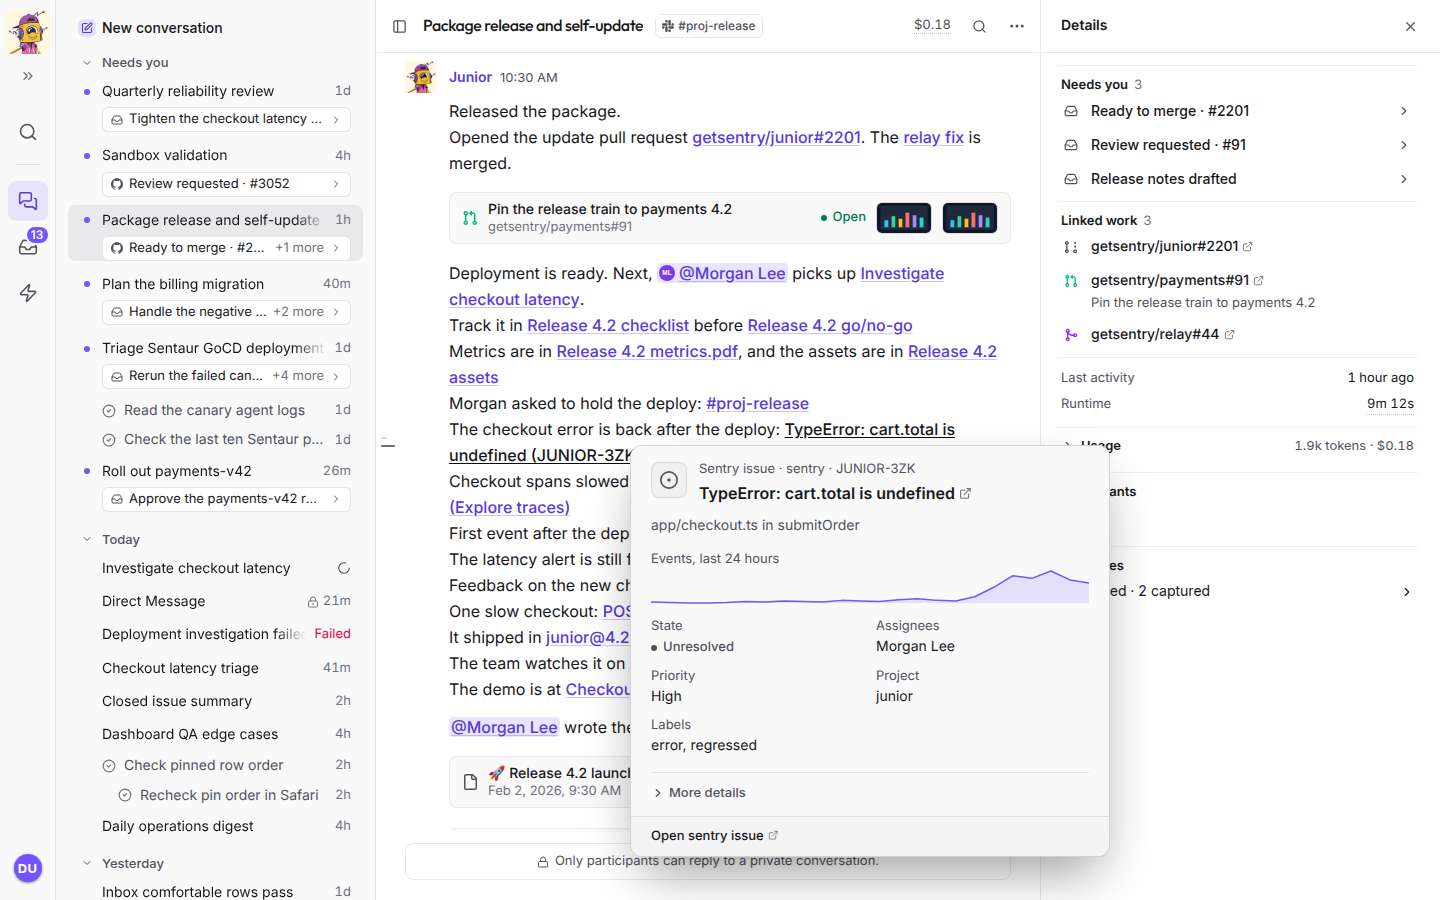 New conversation
Needs you
Quarterly reliability review 1d
Tighten the checkout latency ...
Sandbox validation 4h
Review requested · #3052
Package release and self-update 1h
Ready to merge · #2... +1 more
13
Plan the billing migration 40m
Handle the negative ... +2 more
Triage Sentaur GoCD deployment 1d
Rerun the failed can... +4 more
Read the canary agent logs 1d
Check the last ten Sentaur p... 1d
Roll out payments-v42 26m
Approve the payments-v42 r...
Today
Investigate checkout latency
Direct Message 21m
Deployment investigation failed Failed
Checkout latency triage 41m
Closed issue summary 2h
Dashboard QA edge cases 4h
Check pinned row order 2h
Recheck pin order in Safari 2h
Daily operations digest 4h
Yesterday
Inbox comfortable rows pass 1d
DU
Package release and self-update #proj-release $0.18
Junior 10:30 AM
Released the package.
Opened the update pull request getsentry/junior#2201. The relay fix is
merged.
Pin the release train to payments 4.2
getsentry/payments#91
Open
Deployment is ready. Next, ML @Morgan Lee picks up Investigate
checkout latency.
Track it in Release 4.2 checklist before Release 4.2 go/no-go
Metrics are in Release 4.2 metrics.pdf, and the assets are in Release 4.2
assets
Morgan asked to hold the deploy: #proj-release
The checkout error is back after the deploy: TypeError: cart.total is
undefined (JUNIOR-3ZK
Checkout spans slowed
(Explore traces)
First event after the dep
The latency alert is still f
Feedback on the new ch
One slow checkout: POS
It shipped in junior@4.2
The team watches it on
The demo is at Checkou
@Morgan Lee wrote the
🚀 Release 4.2 launch
Feb 2, 2026, 9:30 AM
Only participants can reply to a private conversation.
Sentry issue · sentry · JUNIOR-3ZK
TypeError: cart.total is undefined
app/checkout.ts in submitOrder
Events, last 24 hours
State Assignees
Unresolved Morgan Lee
Priority Project
High junior
Labels
error, regressed
More details
Open sentry issue
Details
Needs you 3
Ready to merge · #2201
Review requested · #91
Release notes drafted
Linked work 3
getsentry/junior#2201
getsentry/payments#91
Pin the release train to payments 4.2
getsentry/relay#44
Last activity 1 hour ago
Runtime 9m 12s
Usage 1.9k tokens · $0.18
ants
es
ed · 2 captured